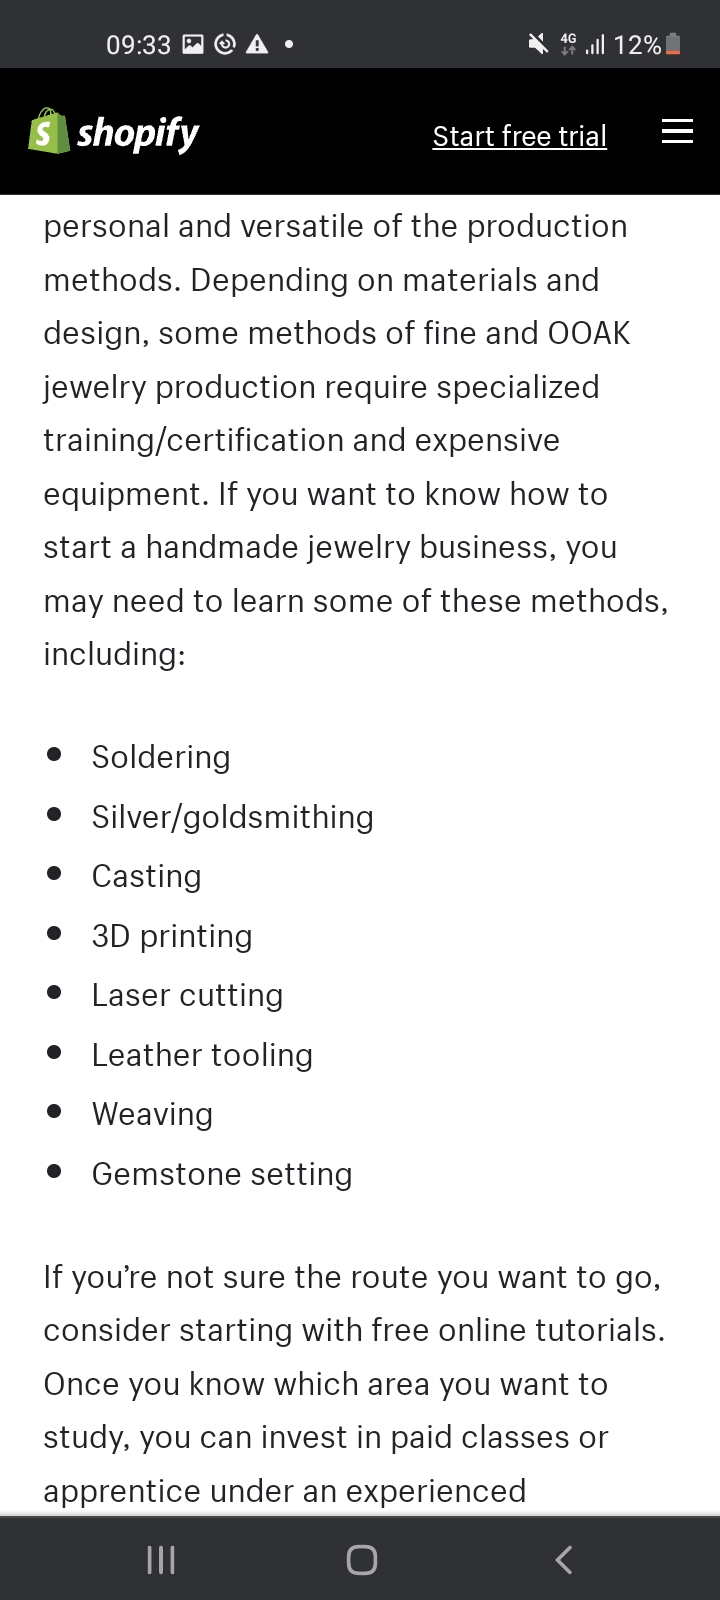 09:33
4G
12%
shopify
Start free trial
personal and versatile of the production
methods. Depending on materials and
design, some methods of fine and OOAK
jewelry production require specialized
training/certification and expensive
equipment. If you want to know how to
start a handmade jewelry business, you
may need to learn some of these methods,
including:
• Soldering
• Silver/goldsmithing
• Casting
• 3D printing
• Laser cutting
• Leather tooling
• Weaving
• Gemstone setting
If you’re not sure the route you want to go,
consider starting with free online tutorials.
Once you know which area you want to
study, you can invest in paid classes or
apprentice under an experienced